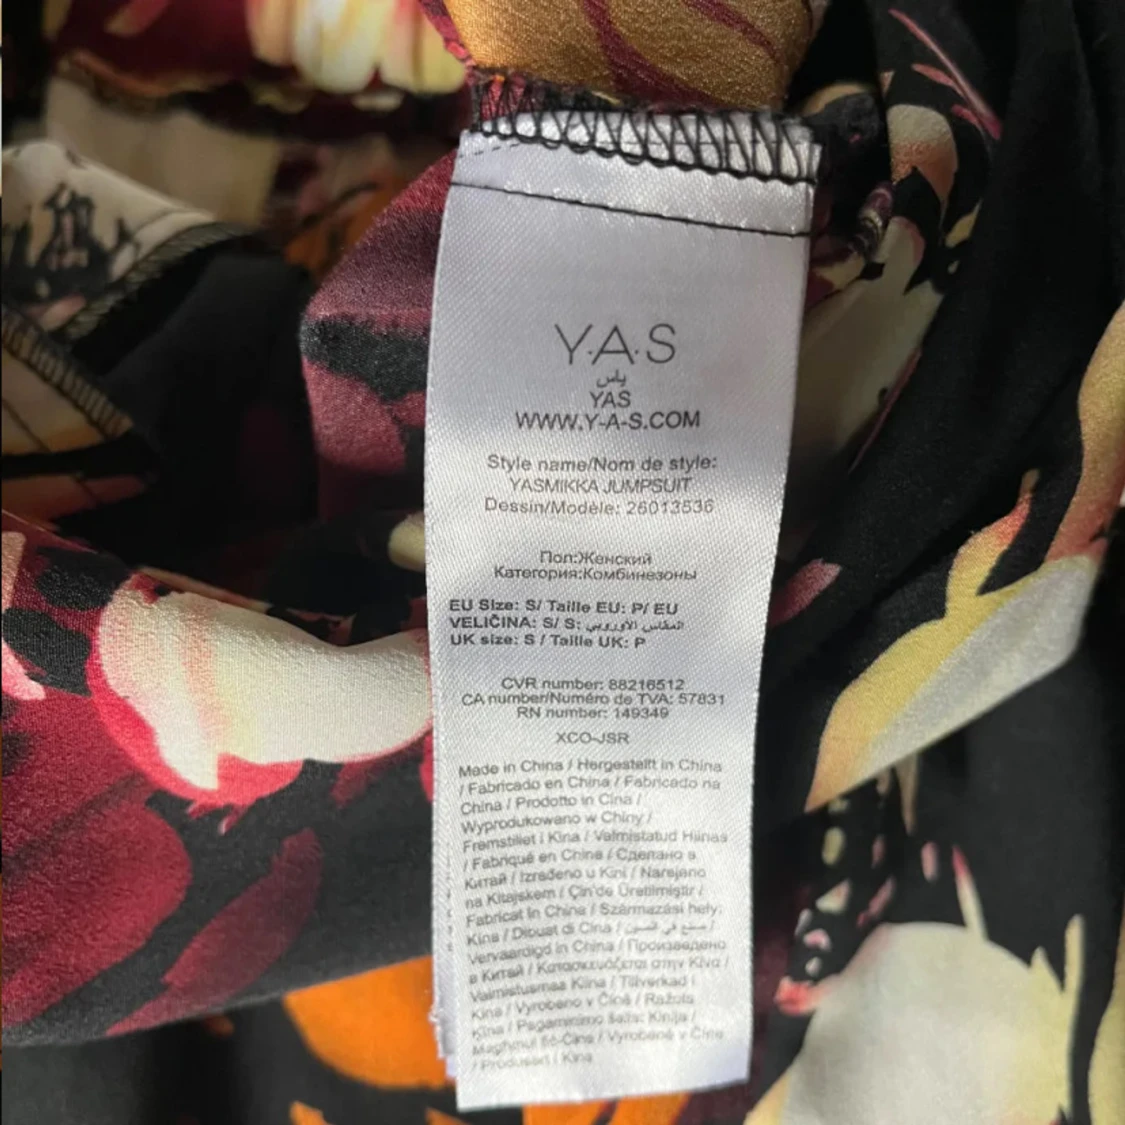 Y·A·S
ياس
YAS
WWW.Y-A-S.COM
Style name/Nom de style:
YASMIKKA JUMPSUIT
Dessin/Modèle: 26013536
Пол:Женский
Категория:Комбинезоны
EU Size: S/ Taille EU: P/ EU
VELIČINA: S/ S: المقاس الأوروبي
UK size: S / Taille UK: P
CVR number: 88216512
CA number/Numéro de TVA: 57831
RN number: 149349
XCO-JSR
Made in China / Hergestellt in China
/ Fabricado en China / Fabricado na
China / Prodotto in Cina /
Wyprodukowano w Chiny /
Fremstillet i Kina / Valmistatud Hiinas
/ Fabriqué en China / Сделано в
Китай / Izrađeno u Kini / Narejeno
na Kitajskem / Çin'de Üretilmiştir /
Fabricat in China / Származási hely:
Kína / Dibuat di Cina / صنع في الصين /
Vervaardigd in China / Произведено
в Китай / Κατασκευάζεται στην Κίνα /
Valmistusmaa Kiina / Tillverkad i
Kina / Vyrobeno v Číně / Ražots
Ķīna / Pagaminimo šalis: Kinija /
Magħmul fiċ-Ċina / Vyrobené v Číne
/ Produsert i Kina